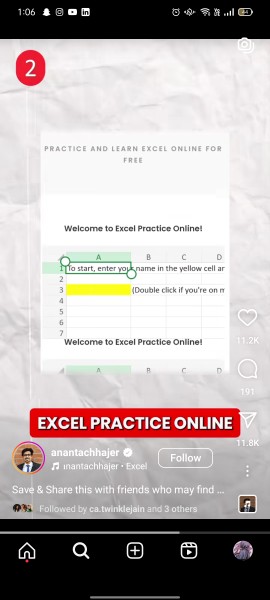 1:06
2
PRACTICE AND LEARN EXCEL ONLINE FOR
FREE
Welcome to Excel Practice Online!
A B C D
1 To start, enter your name in the yellow cell an
2
3 (Double click if you're on m
4
5
6
7
Welcome to Excel Practice Online!
A B C D
11.2K
191
EXCEL PRACTICE ONLINE
11.8K
anantachhajer
anantachhajer • Excel
Follow
Save & Share this with friends who may find ...
Followed by ca.twinklejain and 3 others